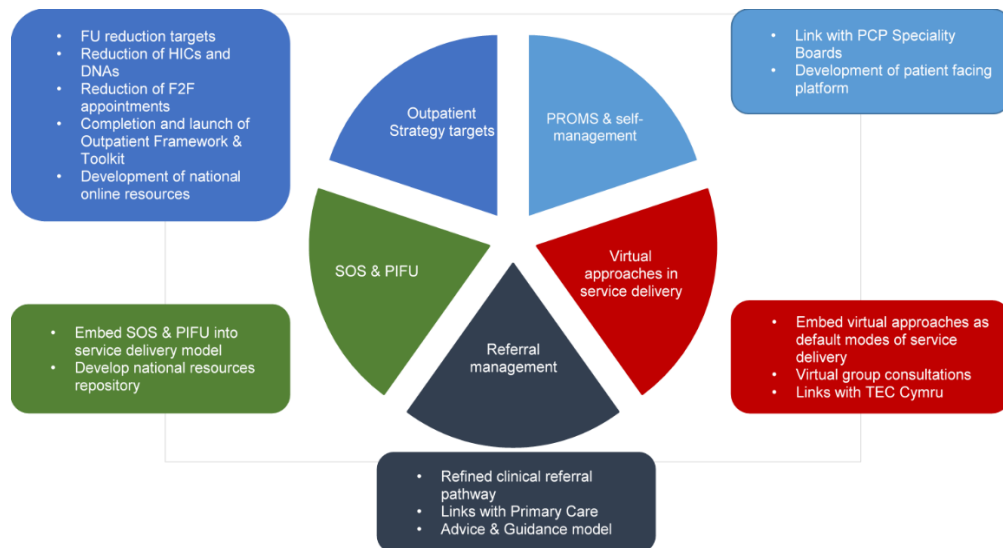 • FU reduction targets
• Reduction of HICs and
DNAs
• Reduction of F2F
appointments
• Completion and launch of
Outpatient Framework &
Toolkit
• Development of national
online resources
Outpatient
Strategy targets
PROMS & self-
management
• Link with PCP Speciality
Boards
• Development of patient facing
platform
SOS & PIFU
Virtual
approaches in
service delivery
Referral
management
• Embed SOS & PIFU into
service delivery model
• Develop national resources
repository
• Embed virtual approaches as
default modes of service
delivery
• Virtual group consultations
• Links with TEC Cymru
• Refined clinical referral
pathway
• Links with Primary Care
• Advice & Guidance model